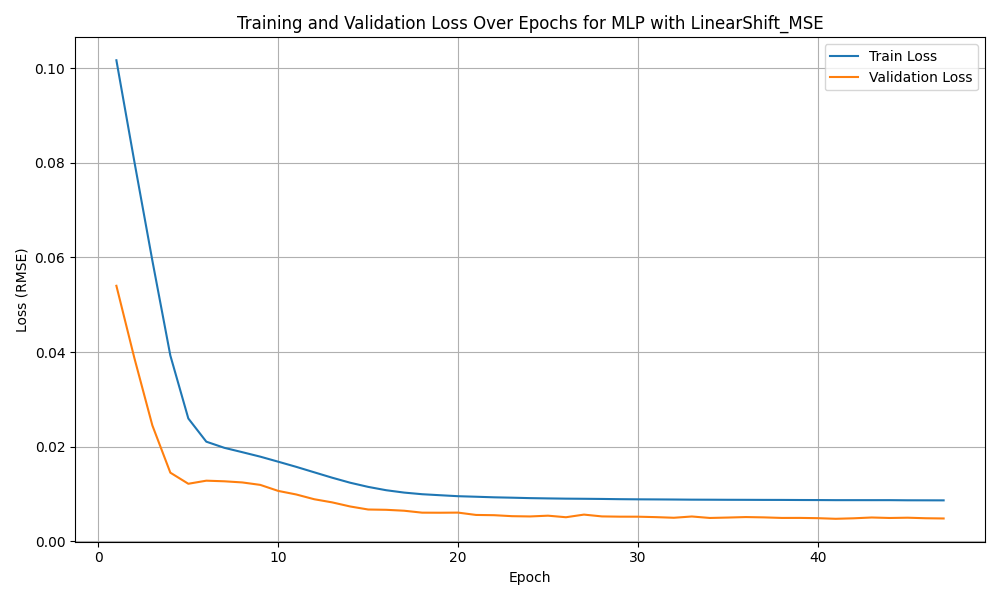 Training and Validation Loss Over Epochs for MLP with LinearShift_MSE
Train Loss
Validation Loss
Loss (RMSE)
0.10
0.08
0.06
0.04
0.02
0.00
0
10
20
30
40
Epoch